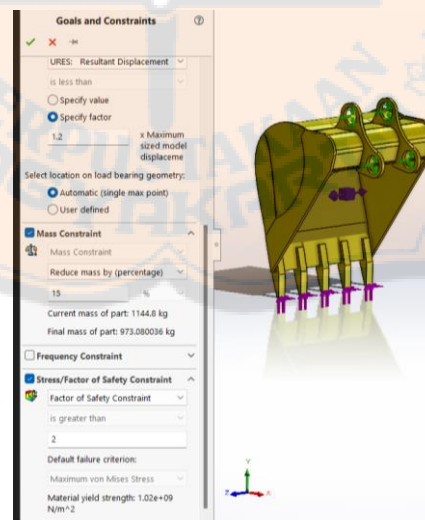 Goals and Constraints
URES: Resultant Displacement
is less than
Specify value
Specify factor
1.2
x Maximum
sized model
displaceme
Select location on load bearing geometry:
Automatic (single max point)
User defined
Mass Constraint
Mass Constraint
Reduce mass by (percentage)
15
%
Current mass of part: 1144.8 kg
Final mass of part: 973.080036 kg
Frequency Constraint
Stress/Factor of Safety Constraint
Factor of Safety Constraint
is greater than
2
Default failure criterion:
Maximum von Mises Stress
Material yield strength: 1.02e+09
N/m^2
Y
Z
X